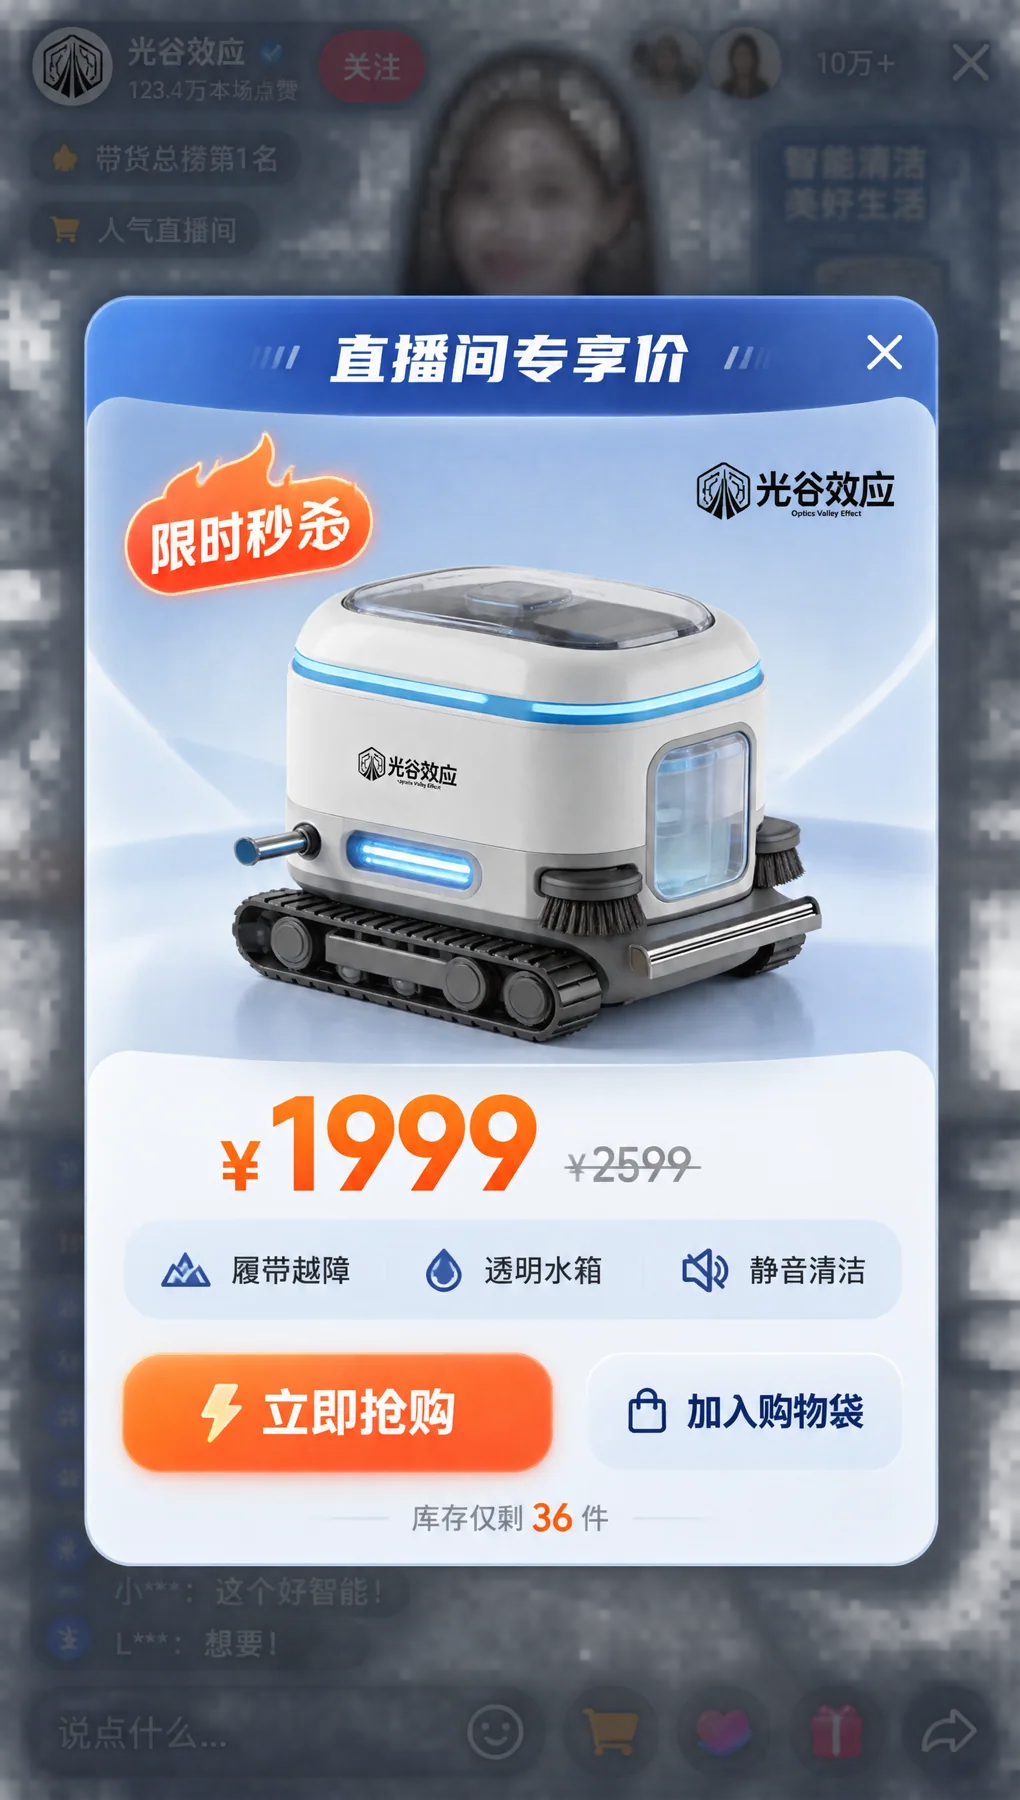 光谷效应
关注
10万+
123.4万本场点赞
带货总榜第1名
人气直播间
智能清洁
美好生活
直播间专享价
限时秒杀
光谷效应
Optics Valley Effect
光谷效应
¥1999 ¥2599
履带越障 透明水箱 静音清洁
立即抢购 加入购物袋
库存仅剩 36 件
小***：这个好智能！
L***：想要！
说点什么...